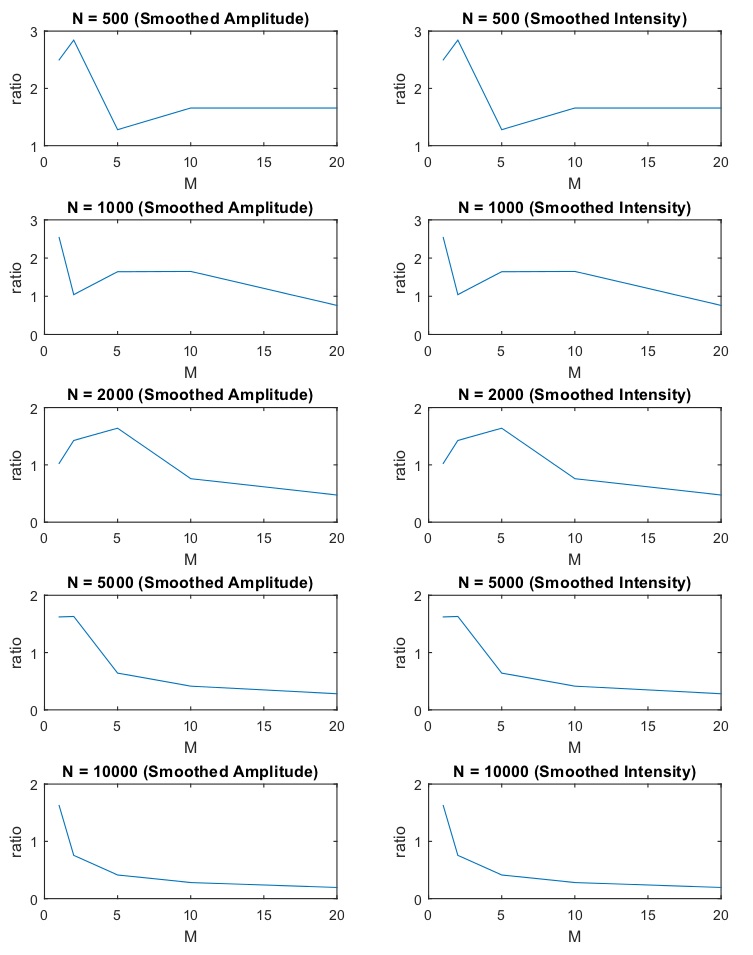 N = 500 (Smoothed Amplitude)
3
2
1
ratio
0 5 10 15 20
M
N = 500 (Smoothed Intensity)
3
2
1
ratio
0 5 10 15 20
M
N = 1000 (Smoothed Amplitude)
3
2
1
0
ratio
0 5 10 15 20
M
N = 1000 (Smoothed Intensity)
3
2
1
0
ratio
0 5 10 15 20
M
N = 2000 (Smoothed Amplitude)
2
1
0
ratio
0 5 10 15 20
M
N = 2000 (Smoothed Intensity)
2
1
0
ratio
0 5 10 15 20
M
N = 5000 (Smoothed Amplitude)
2
1
0
ratio
0 5 10 15 20
M
N = 5000 (Smoothed Intensity)
2
1
0
ratio
0 5 10 15 20
M
N = 10000 (Smoothed Amplitude)
2
1
0
ratio
0 5 10 15 20
M
N = 10000 (Smoothed Intensity)
2
1
0
ratio
0 5 10 15 20
M